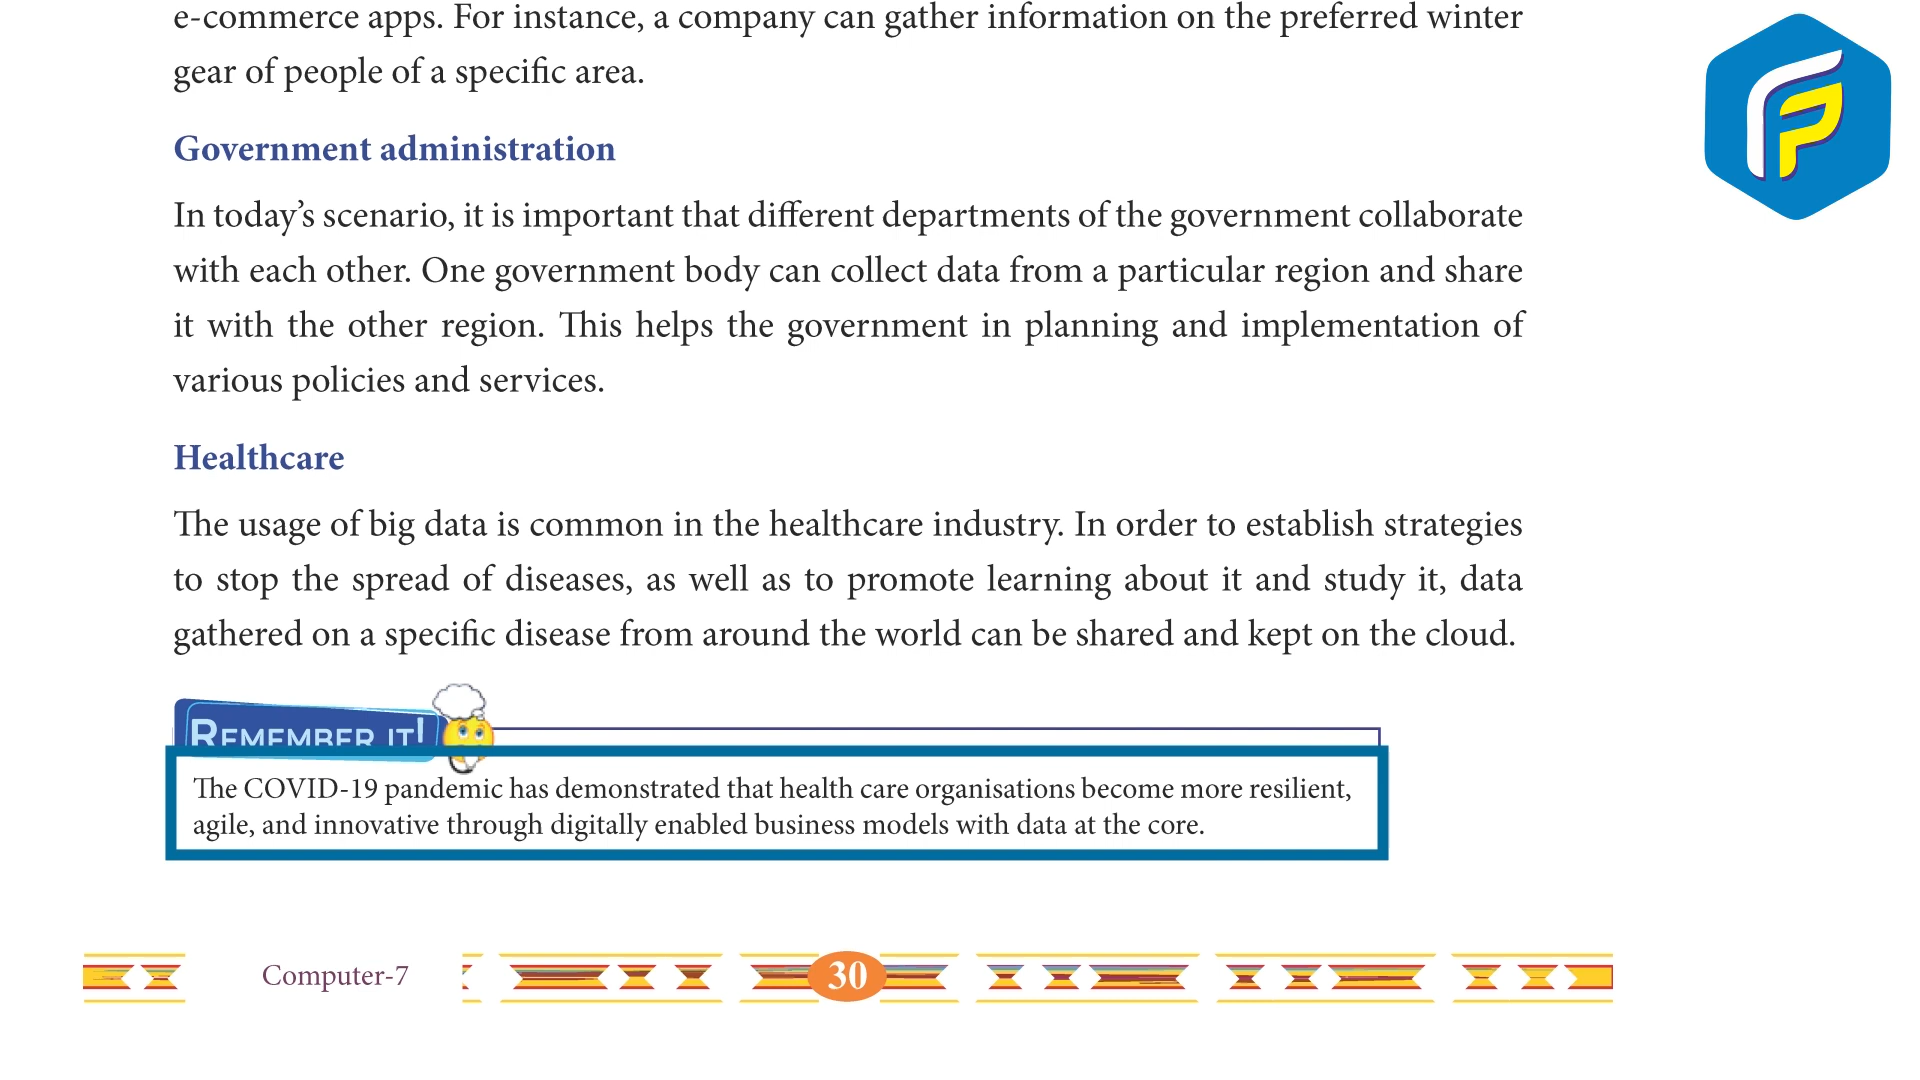 e-commerce apps. For instance, a company can gather information on the preferred winter
gear of people of a specific area.
Government administration
In today’s scenario, it is important that different departments of the government collaborate
with each other. One government body can collect data from a particular region and share
it with the other region. This helps the government in planning and implementation of
various policies and services.
Healthcare
The usage of big data is common in the healthcare industry. In order to establish strategies
to stop the spread of diseases, as well as to promote learning about it and study it, data
gathered on a specific disease from around the world can be shared and kept on the cloud.
REMEMBER IT!
The COVID-19 pandemic has demonstrated that health care organisations become more resilient,
agile, and innovative through digitally enabled business models with data at the core.
Computer-7
30